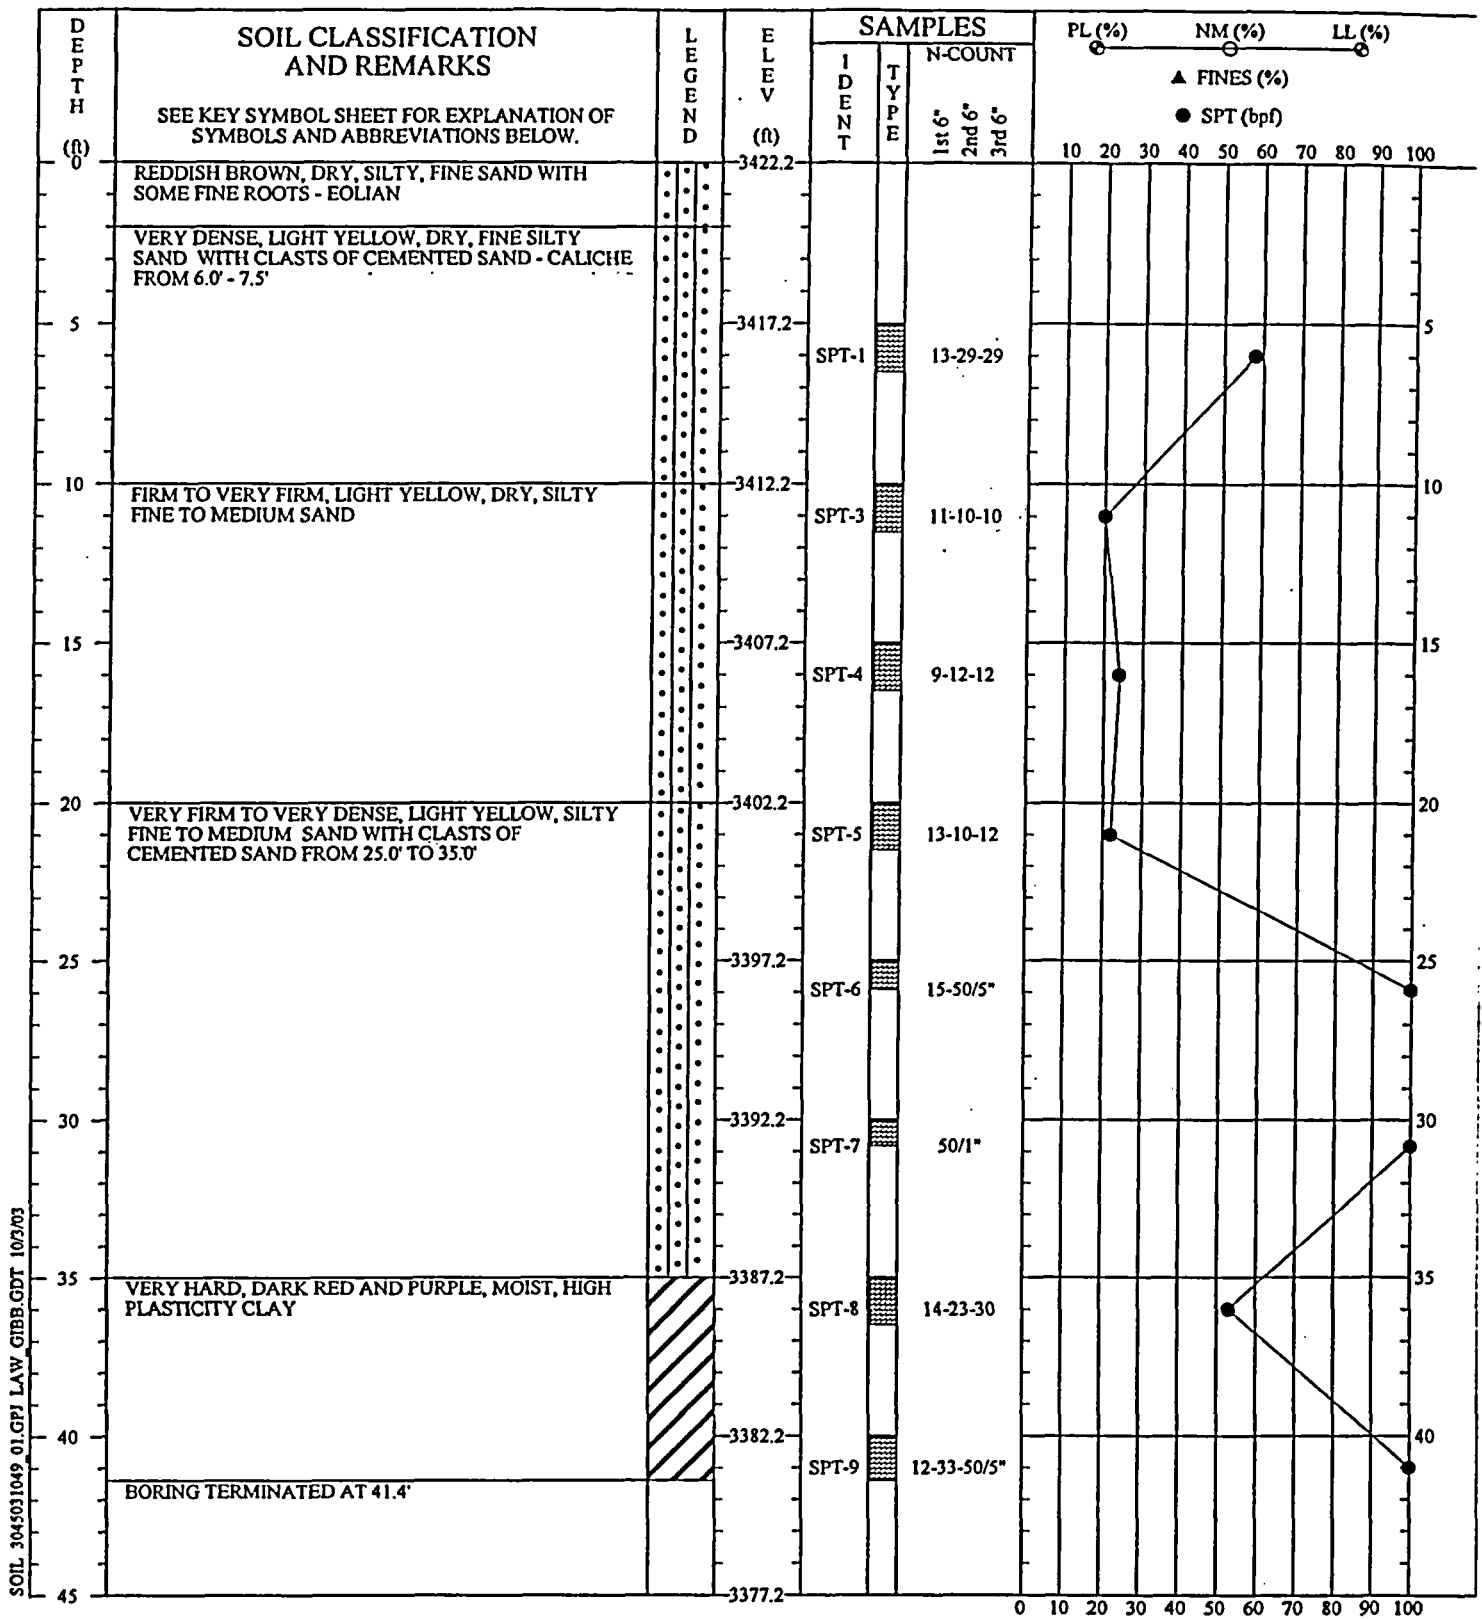 DEPTH
(ft)
SOIL CLASSIFICATION
AND REMARKS
SEE KEY SYMBOL SHEET FOR EXPLANATION OF
SYMBOLS AND ABBREVIATIONS BELOW.
LEGEND
ELEV
(ft)
SAMPLES
IDENT
TYPE
N-COUNT
1st 6"
2nd 6"
3rd 6"
PL (%) NM (%) LL (%)
▲ FINES (%)
● SPT (bpf)
10 20 30 40 50 60 70 80 90 100
0 3422.2
REDDISH BROWN, DRY, SILTY, FINE SAND WITH
SOME FINE ROOTS - EOLIAN
VERY DENSE, LIGHT YELLOW, DRY, FINE SILTY
SAND WITH CLASTS OF CEMENTED SAND - CALICHE
FROM 6.0' - 7.5'
5 3417.2 5
SPT-1 13-29-29
10 3412.2 10
FIRM TO VERY FIRM, LIGHT YELLOW, DRY, SILTY
FINE TO MEDIUM SAND
SPT-3 11-10-10
15 3407.2 15
SPT-4 9-12-12
20 3402.2 20
VERY FIRM TO VERY DENSE, LIGHT YELLOW, SILTY
FINE TO MEDIUM SAND WITH CLASTS OF
CEMENTED SAND FROM 25.0' TO 35.0'
SPT-5 13-10-12
25 3397.2 25
SPT-6 15-50/5"
30 3392.2 30
SPT-7 50/1"
35 3387.2 35
VERY HARD, DARK RED AND PURPLE, MOIST, HIGH
PLASTICITY CLAY
SPT-8 14-23-30
40 3382.2 40
SPT-9 12-33-50/5"
BORING TERMINATED AT 41.4'
45 3377.2
0 10 20 30 40 50 60 70 80 90 100
SOIL 3045031049_01.GPJ LAW_GIBB.GDT 10/3/03